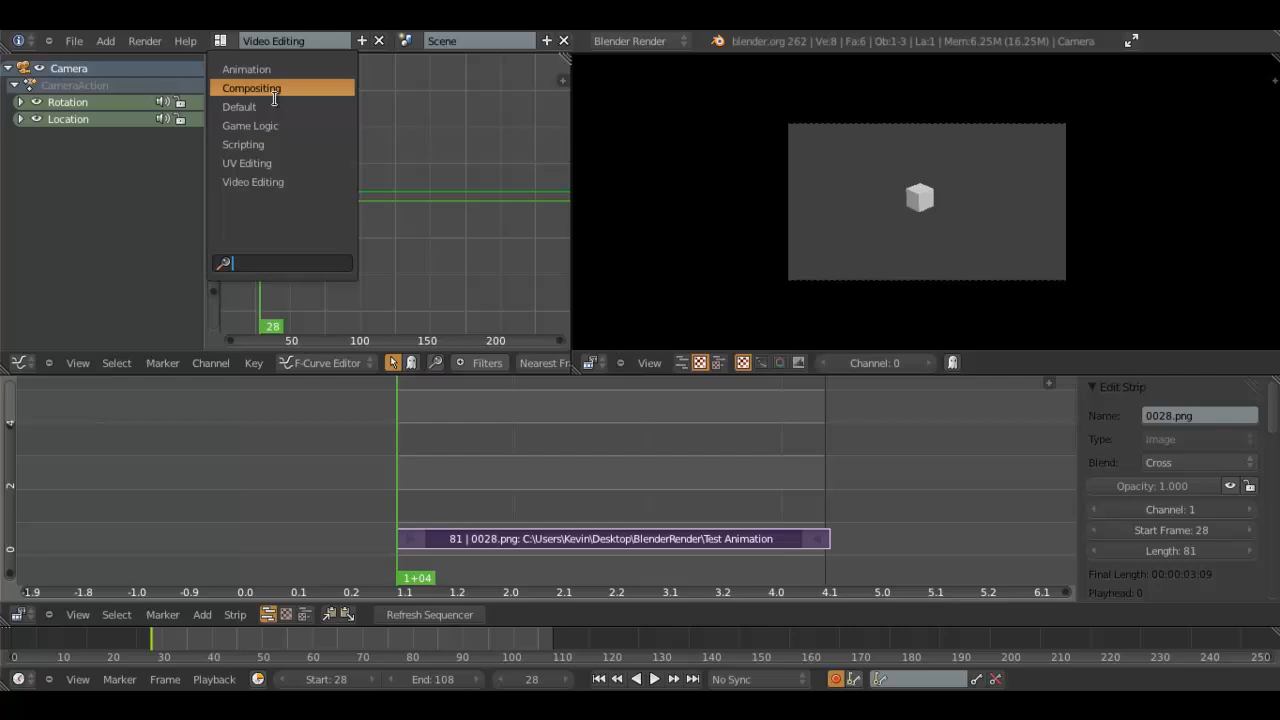 File Add Render Help Video Editing Scene Blender Render blender.org 262 | Ve:8 | Fa:6 | Ob:1-3 | La:1 | Mem:6.25M (16.25M) | Camera
Camera
CameraAction
Rotation
Location
Animation
Compositing
Default
Game Logic
Scripting
UV Editing
Video Editing
28
50 100 150 200
View Select Marker Channel Key F-Curve Editor Filters Nearest Fr View Channel: 0
4
2
0
81 | 0028.png: C:\Users\Kevin\Desktop\BlenderRender\Test Animation
1+04
-1.9 -1.2 -1.0 -0.9 0.0 0.1 0.2 1.1 1.2 2.0 2.1 3.1 3.2 4.0 4.1 5.0 5.2 6.0 6.1
Edit Strip
Name: 0028.png
Type: Image
Blend: Cross
Opacity: 1.000
Channel: 1
Start Frame: 28
Length: 81
Final Length: 00:00:03:09
Playhead: 0
View Select Marker Add Strip Refresh Sequencer
0 10 20 30 40 50 60 70 80 90 100 110 120 130 140 150 160 170 180 190 200 210 220 230 240 250
View Marker Frame Playback Start: 28 End: 108 28 No Sync